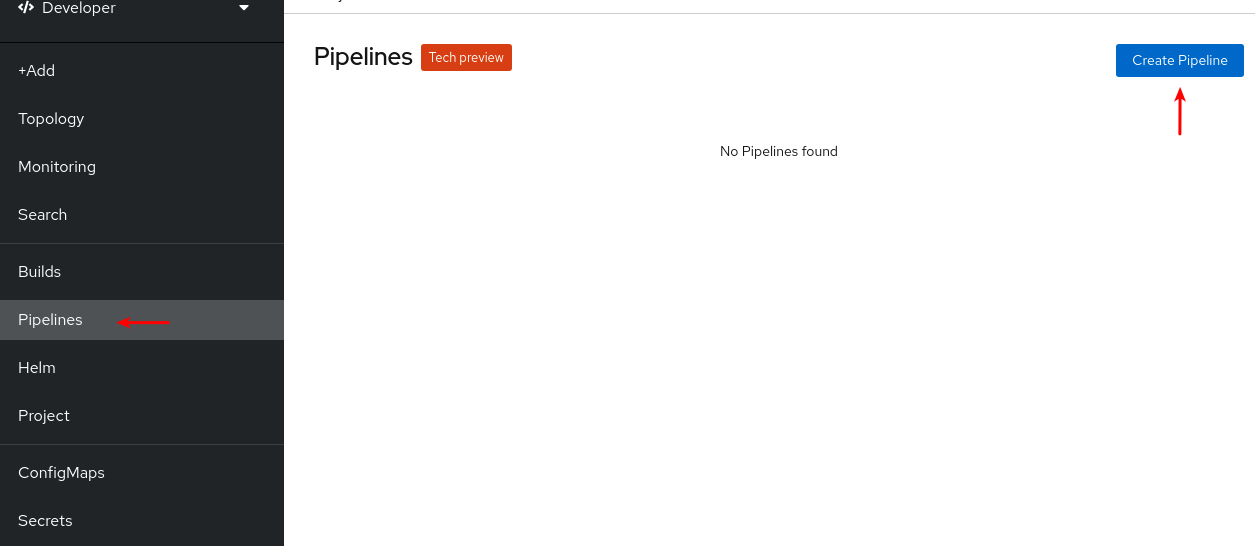 Developer
+Add
Topology
Monitoring
Search
Builds
Pipelines
Helm
Project
ConfigMaps
Secrets
Pipelines Tech preview
Create Pipeline
No Pipelines found